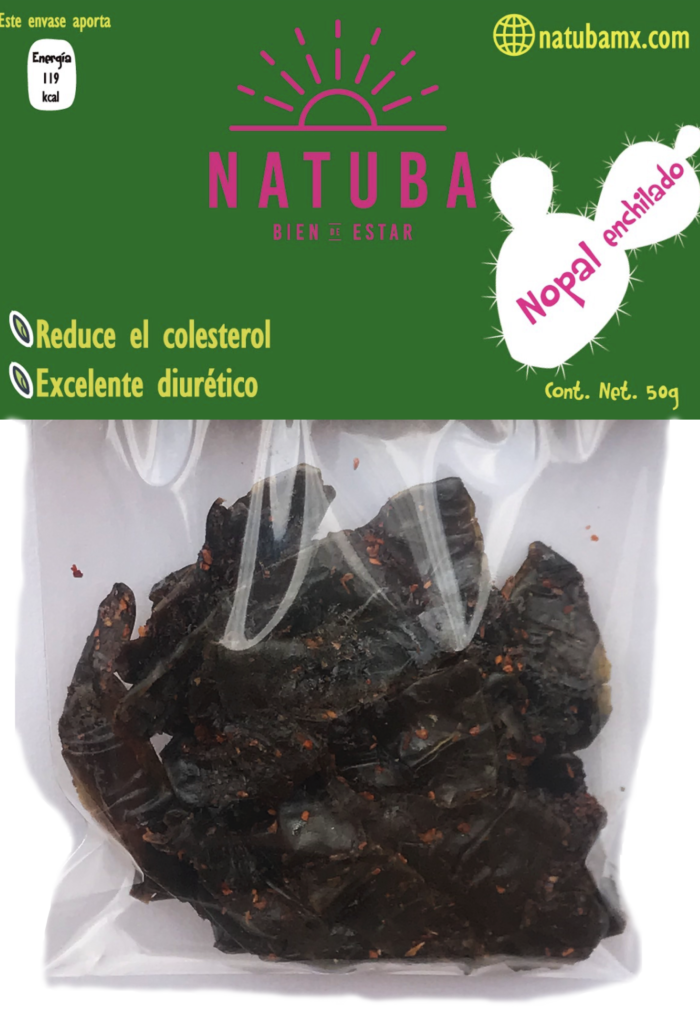 Este envase aporta
Energía
119
kcal
natubamx.com
NATUBA
BIEN DE ESTAR
Nopal enchilado
Reduce el colesterol
Excelente diurético
Cont. Net. 50g